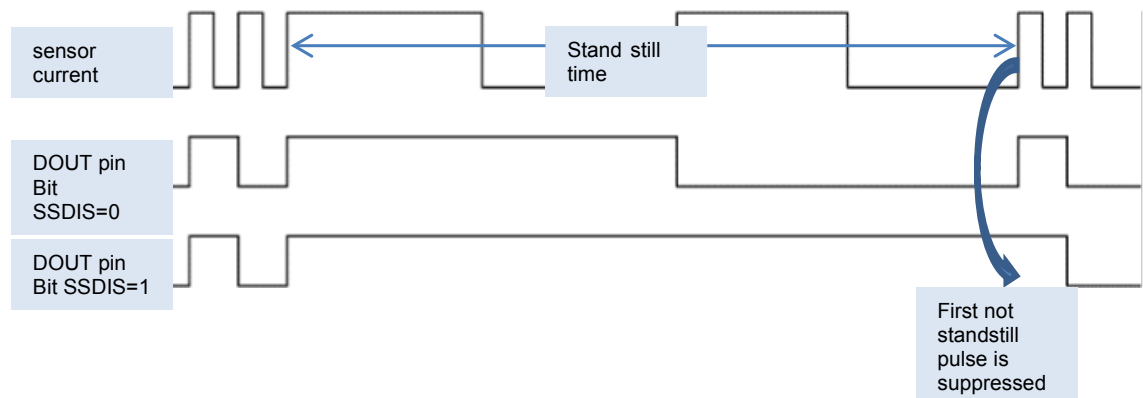 sensor
current
Stand still
time
DOUT pin
Bit
SSDIS=0
DOUT pin
Bit SSDIS=1
First not
standstill
pulse is
suppressed